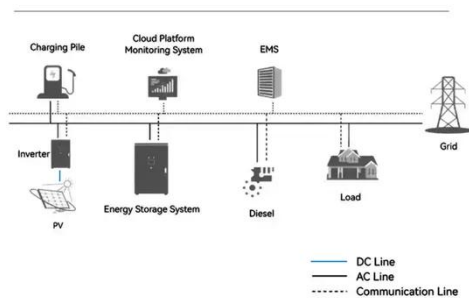 Charging Pile
Cloud Platform
Monitoring System
EMS
Inverter
Grid
Energy Storage System
Diesel
Load
PV
DC Line
AC Line
Communication Line